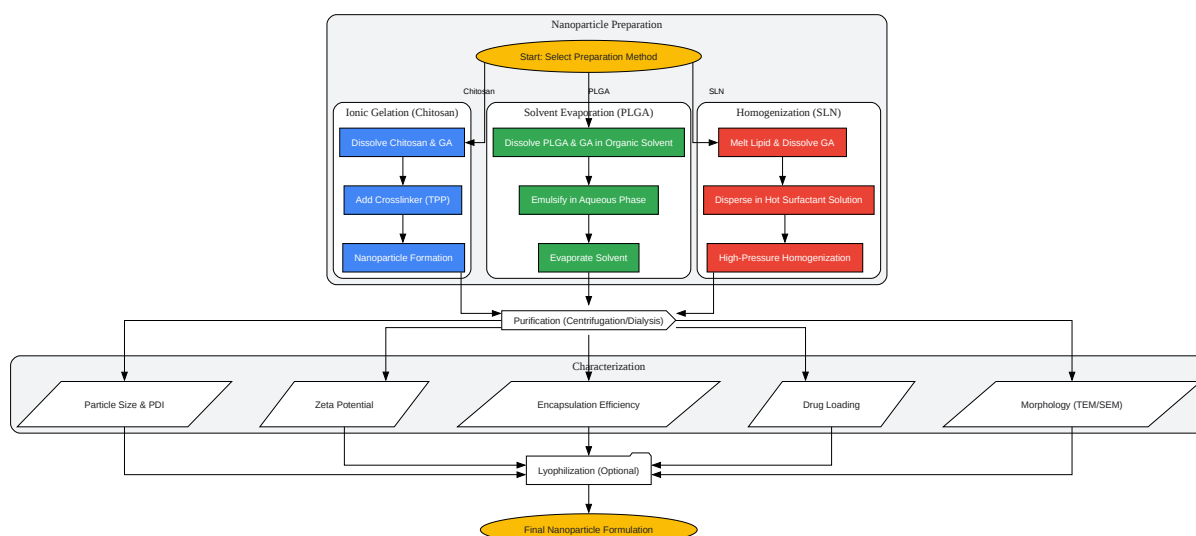 Nanoparticle Preparation
Start: Select Preparation Method
Chitosan
PLGA
SLN
Ionic Gelation (Chitosan)
Solvent Evaporation (PLGA)
Homogenization (SLN)
Dissolve Chitosan & GA
Dissolve PLGA & GA in Organic Solvent
Melt Lipid & Dissolve GA
Add Crosslinker (TPP)
Emulsify in Aqueous Phase
Disperse in Hot Surfactant Solution
Nanoparticle Formation
Evaporate Solvent
High-Pressure Homogenization
Purification (Centrifugation/Dialysis)
Characterization
Particle Size & PDI
Zeta Potential
Encapsulation Efficiency
Drug Loading
Morphology (TEM/SEM)
Lyophilization (Optional)
Final Nanoparticle Formulation